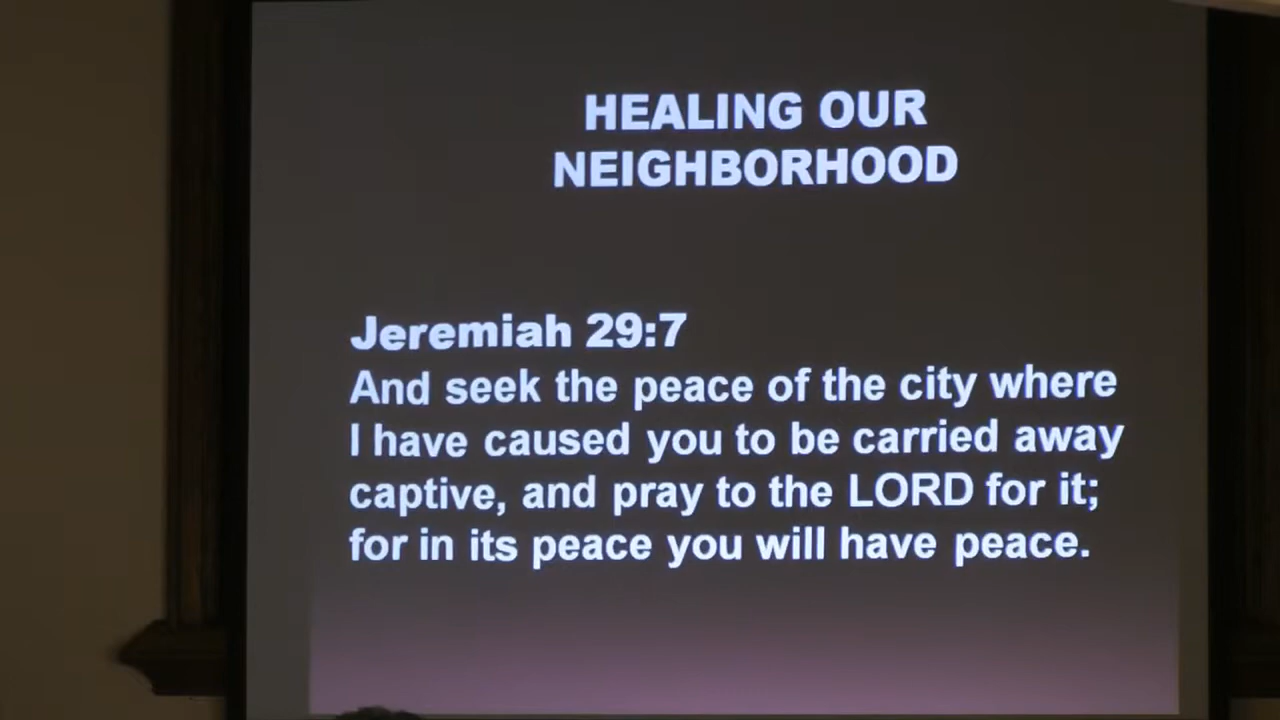 HEALING OUR
NEIGHBORHOOD
Jeremiah 29:7
And seek the peace of the city where
I have caused you to be carried away
captive, and pray to the LORD for it;
for in its peace you will have peace.